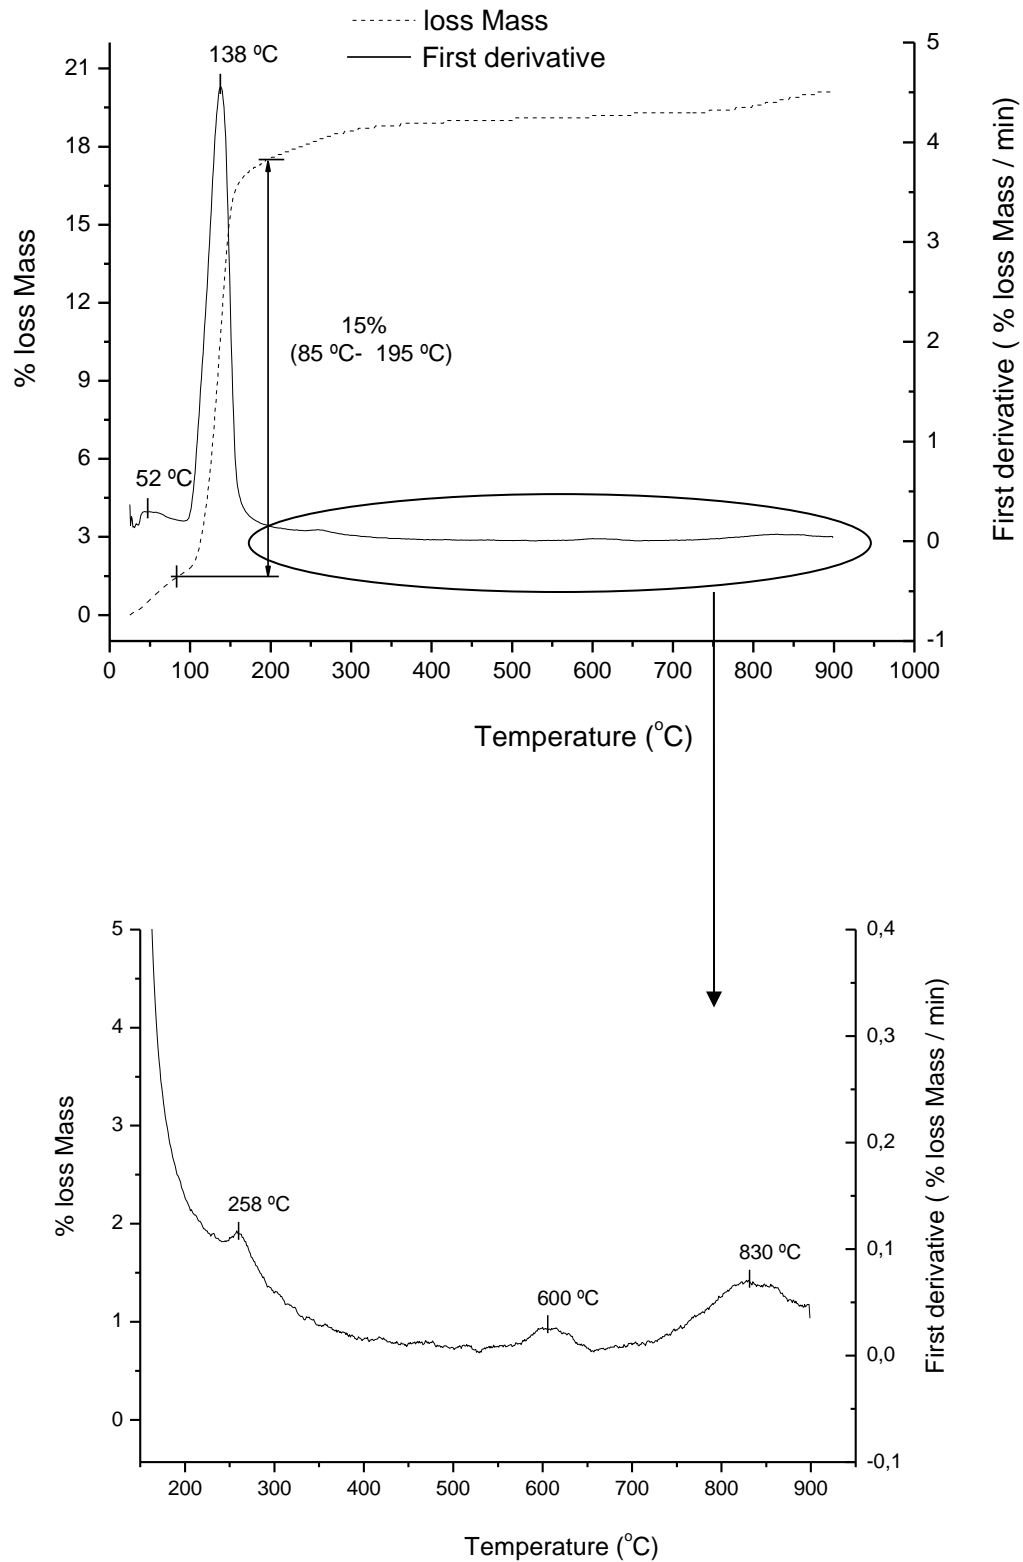 loss Mass
First derivative
138 ºC
52 ºC
15%
(85 ºC-  195 ºC)
% loss Mass
21
18
15
12
9
6
3
0
First derivative ( % loss Mass / min)
5
4
3
2
1
0
-1
0 100 200 300 400 500 600 700 800 900 1000
Temperature (°C)
258 ºC
600 ºC
830 ºC
% loss Mass
5
4
3
2
1
0
First derivative ( % loss Mass / min)
0,4
0,3
0,2
0,1
0,0
-0,1
200 300 400 500 600 700 800 900
Temperature (°C)